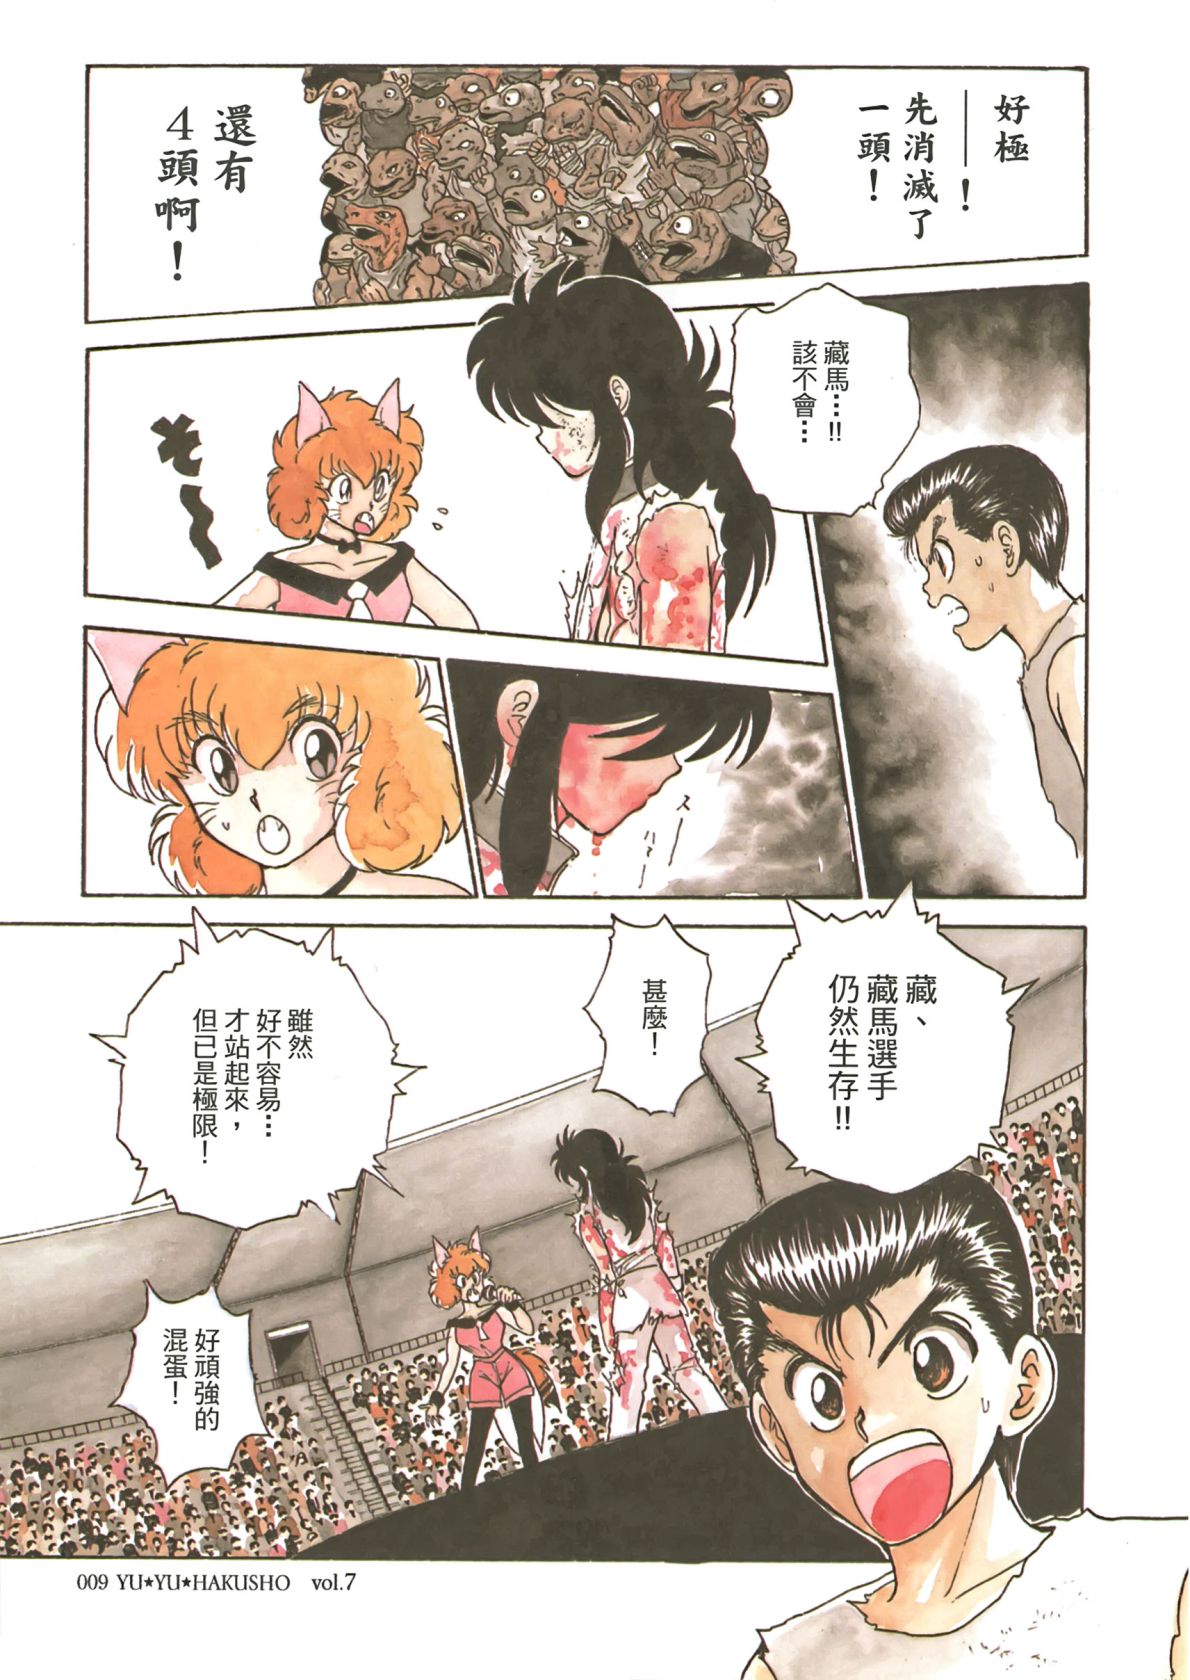 好極
——！
先消滅了
一頭！
還有
4頭啊！
藏馬…!!
該不會…
そ〜
スー
ハー
藏、
藏馬選手
仍然生存!!
甚麼！
雖然
好不容易…
才站起來，
但已是極限！
好頑強的
混蛋！
009 YU★YU★HAKUSHO vol.7